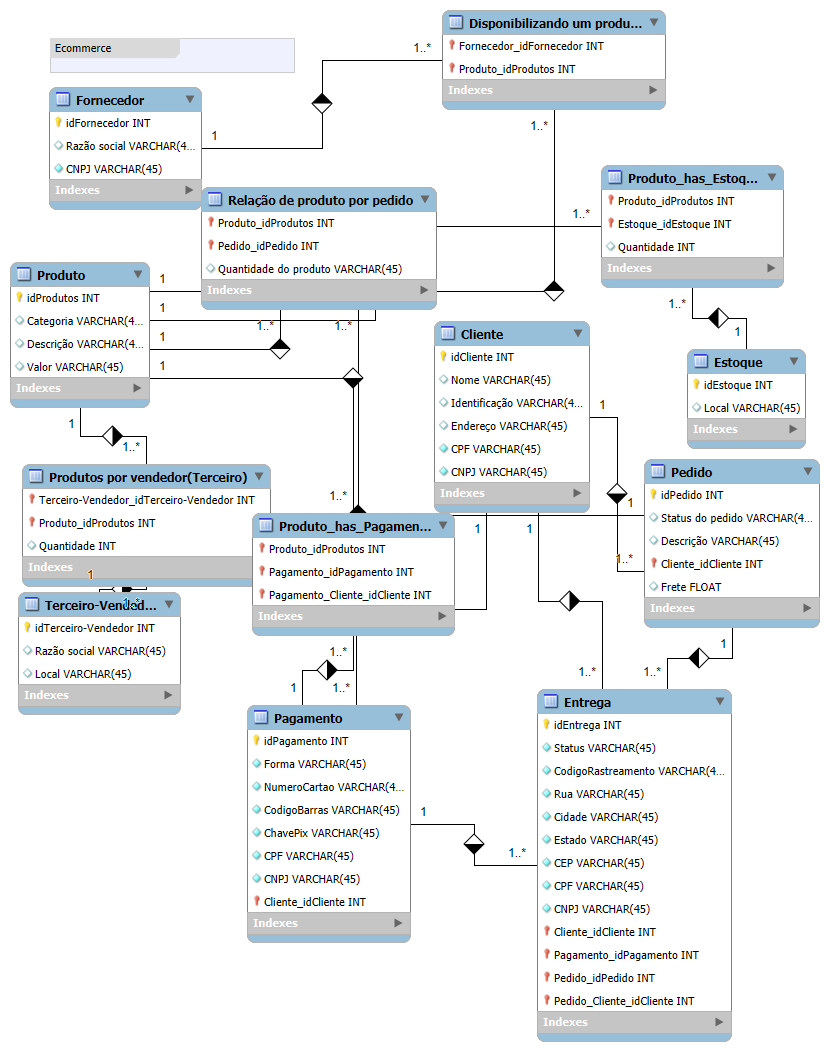 Ecommerce
Disponibilizando um produ...
Fornecedor_idFornecedor INT
Produto_idProdutos INT
Indexes
1..*
1
1..*
Fornecedor
idFornecedor INT
Razão social VARCHAR(4...
CNPJ VARCHAR(45)
Indexes
Relação de produto por pedido
Produto_idProdutos INT
Pedido_idPedido INT
Quantidade do produto VARCHAR(45)
Indexes
Produto_has_Estoq...
Produto_idProdutos INT
Estoque_idEstoque INT
Quantidade INT
Indexes
1..*
Produto
idProdutos INT
Categoria VARCHAR(4...
Descrição VARCHAR(4...
Valor VARCHAR(45)
Indexes
1
1
1
1
1..*
1..*
1..*
1
Cliente
idCliente INT
Nome VARCHAR(45)
Identificação VARCHAR(4...
Endereço VARCHAR(45)
CPF VARCHAR(45)
CNPJ VARCHAR(45)
Indexes
Estoque
idEstoque INT
Local VARCHAR(45)
Indexes
1
1..*
1
Produtos por vendedor(Terceiro)
Terceiro-Vendedor_idTerceiro-Vendedor INT
Produto_idProdutos INT
Quantidade INT
Indexes
1
1..*
Pedido
idPedido INT
Status do pedido VARCHAR(4...
Descrição VARCHAR(45)
Cliente_idCliente INT
Frete FLOAT
Indexes
1..*
Produto_has_Pagamen...
Produto_idProdutos INT
Pagamento_idPagamento INT
Pagamento_Cliente_idCliente INT
Indexes
1
1
1
1..*
Terceiro-Vended...
idTerceiro-Vendedor INT
Razão social VARCHAR(45)
Local VARCHAR(45)
Indexes
1..*
1
1..*
1..*
1..*
1
Pagamento
idPagamento INT
Forma VARCHAR(45)
NumeroCartao VARCHAR(4...
CodigoBarras VARCHAR(45)
ChavePix VARCHAR(45)
CPF VARCHAR(45)
CNPJ VARCHAR(45)
Cliente_idCliente INT
Indexes
1
1..*
Entrega
idEntrega INT
Status VARCHAR(45)
CodigoRastreamento VARCHAR(4...
Rua VARCHAR(45)
Cidade VARCHAR(45)
Estado VARCHAR(45)
CEP VARCHAR(45)
CPF VARCHAR(45)
CNPJ VARCHAR(45)
Cliente_idCliente INT
Pagamento_idPagamento INT
Pedido_idPedido INT
Pedido_Cliente_idCliente INT
Indexes